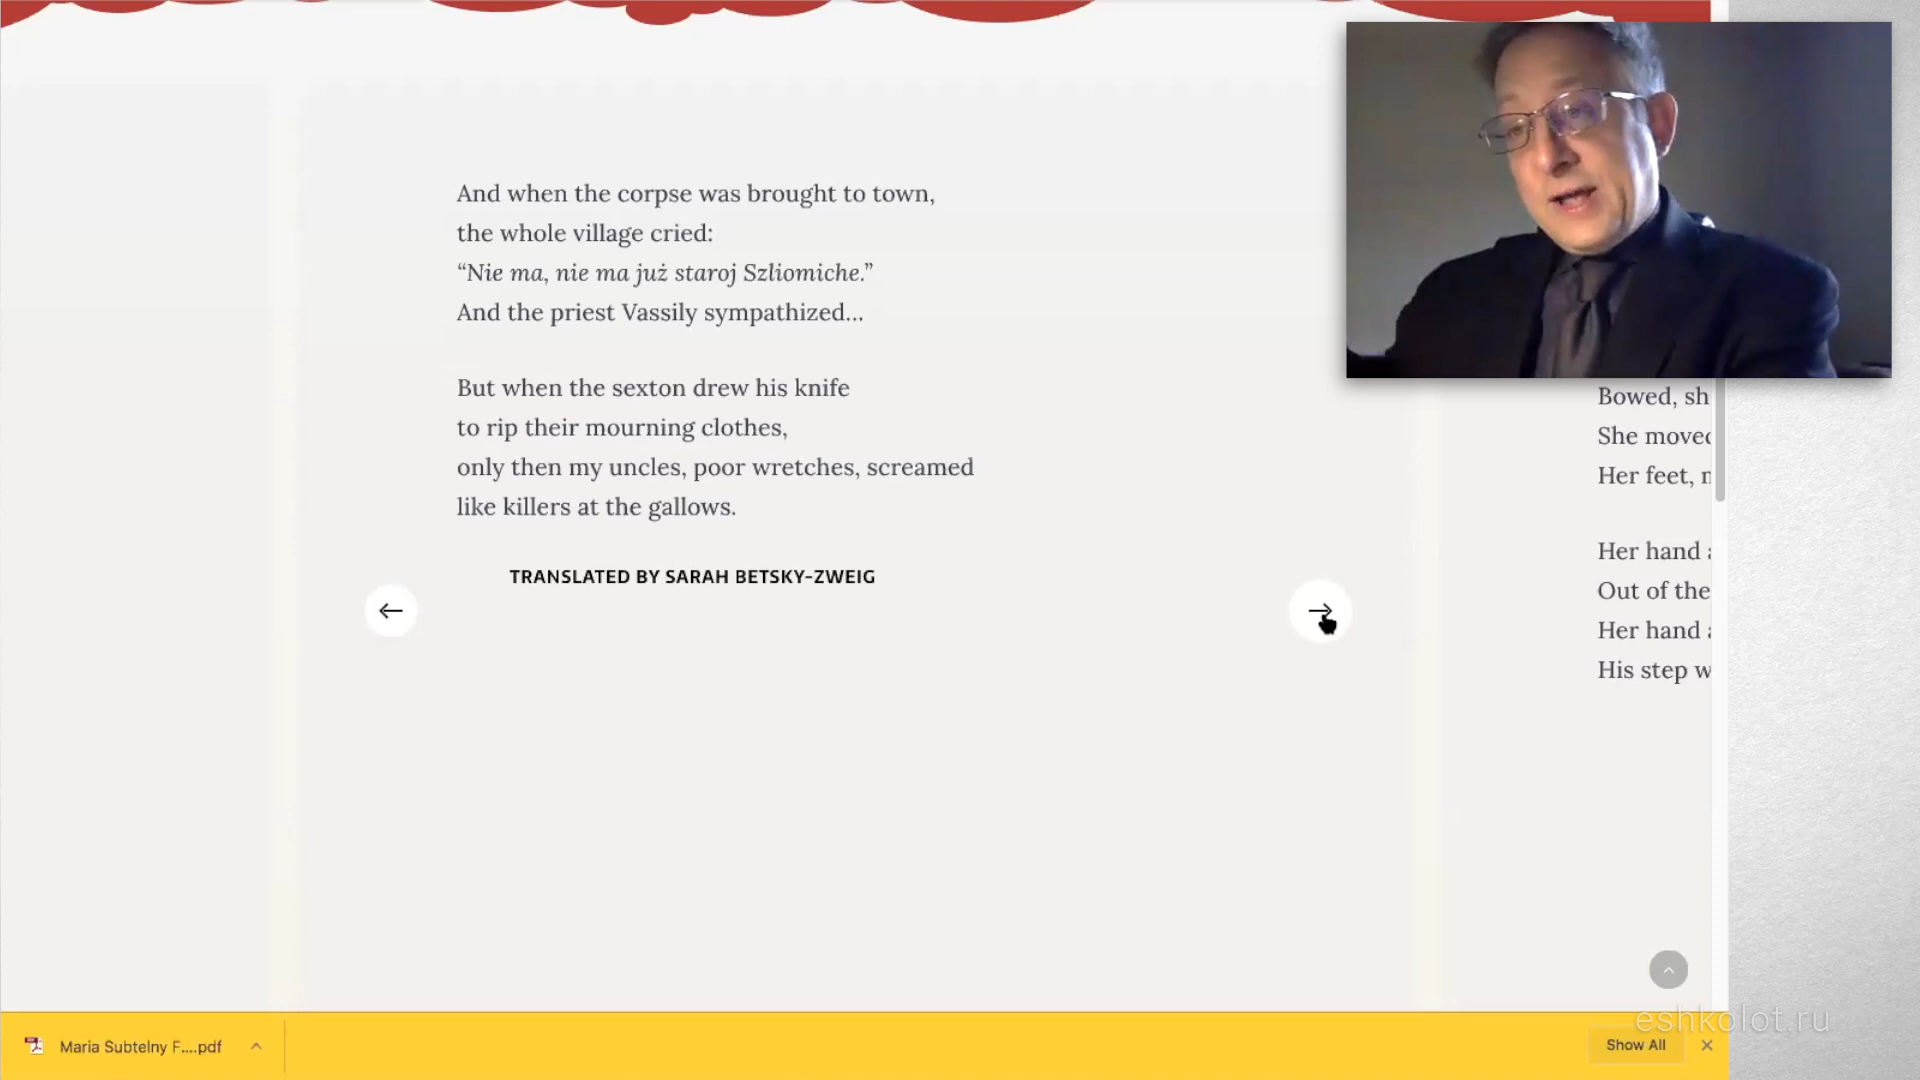 And when the corpse was brought to town,
the whole village cried:
“Nie ma, nie ma już staroj Szliomiche.”
And the priest Vassily sympathized...
But when the sexton drew his knife
to rip their mourning clothes,
only then my uncles, poor wretches, screamed
like killers at the gallows.
TRANSLATED BY SARAH BETSKY-ZWEIG
Bowed, sh
She moved
Her feet,
Her hand
Out of the
Her hand
His step w
eshkolot.ru
Maria Subtelny F....pdf
Show All